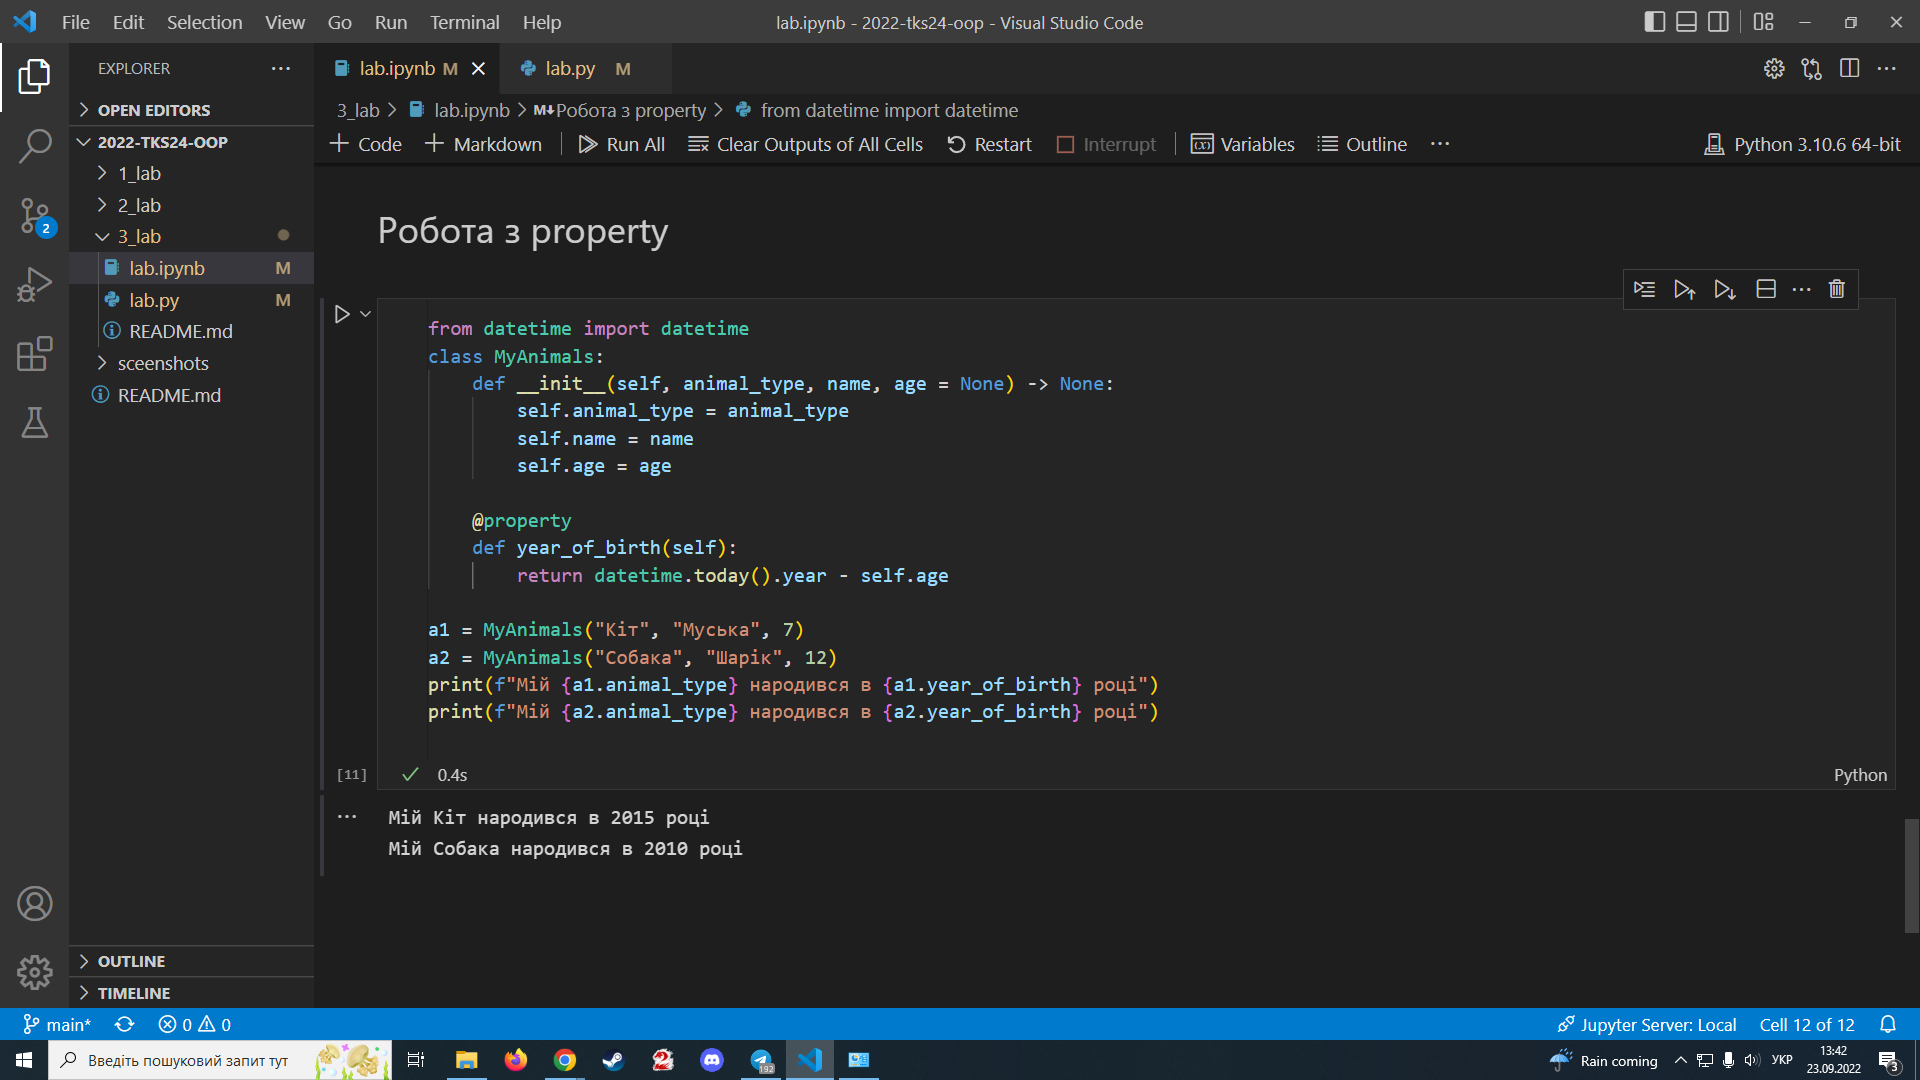 File Edit Selection View Go Run Terminal Help
lab.ipynb - 2022-tks24-oop - Visual Studio Code
EXPLORER
OPEN EDITORS
2022-TKS24-OOP
1_lab
2_lab
3_lab
lab.ipynb M
lab.py M
README.md
sceenshots
README.md
OUTLINE
TIMELINE
2
lab.ipynb M
lab.py M
3_lab > lab.ipynb > M↓Робота з property > from datetime import datetime
Code Markdown Run All Clear Outputs of All Cells Restart Interrupt Variables Outline
Python 3.10.6 64-bit
Робота з property
from datetime import datetime
class MyAnimals:
    def __init__(self, animal_type, name, age = None) -> None:
        self.animal_type = animal_type
        self.name = name
        self.age = age
    @property
    def year_of_birth(self):
        return datetime.today().year - self.age
a1 = MyAnimals("Кіт", "Муська", 7)
a2 = MyAnimals("Собака", "Шарік", 12)
print(f"Мій {a1.animal_type} народився в {a1.year_of_birth} році")
print(f"Мій {a2.animal_type} народився в {a2.year_of_birth} році")
[11] 0.4s
Python
Мій Кіт народився в 2015 році
Мій Собака народився в 2010 році
main* 0 0
Jupyter Server: Local Cell 12 of 12
Введіть пошуковий запит тут
192
Rain coming
УКР
13:42
23.09.2022
3